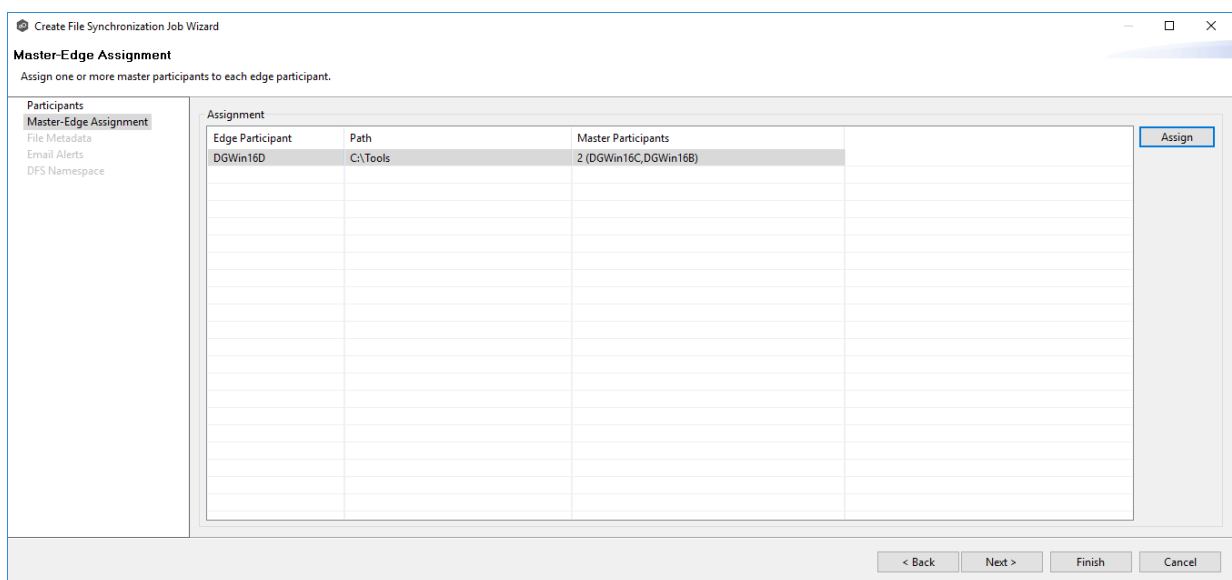 Create File Synchronization Job Wizard
Master-Edge Assignment
Assign one or more master participants to each edge participant.
Participants
Master-Edge Assignment
File Metadata
Email Alerts
DFS Namespace
Assignment
Edge Participant Path Master Participants
DGWin16D C:\Tools 2 (DGWin16C,DGWin16B)
Assign
< Back Next > Finish Cancel